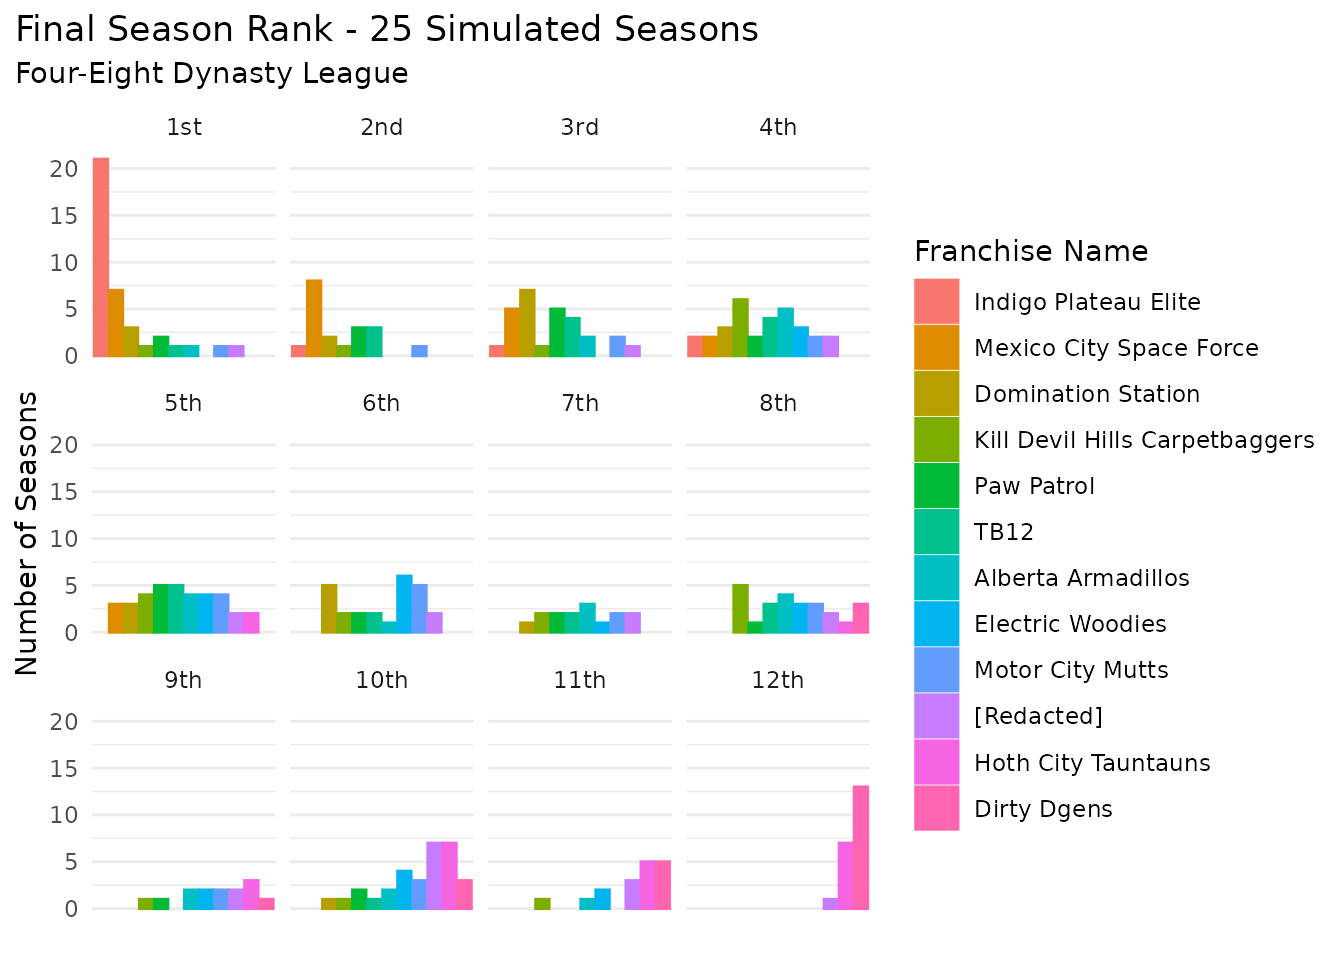 Final Season Rank - 25 Simulated Seasons
Four-Eight Dynasty League
1st
2nd
3rd
4th
20
15
10
5
0
5th
6th
7th
8th
20
15
10
5
0
9th
10th
11th
12th
20
15
10
5
0
Number of Seasons
Franchise Name
Indigo Plateau Elite
Mexico City Space Force
Domination Station
Kill Devil Hills Carpetbaggers
Paw Patrol
TB12
Alberta Armadillos
Electric Woodies
Motor City Mutts
[Redacted]
Hoth City Tauntauns
Dirty Dgens